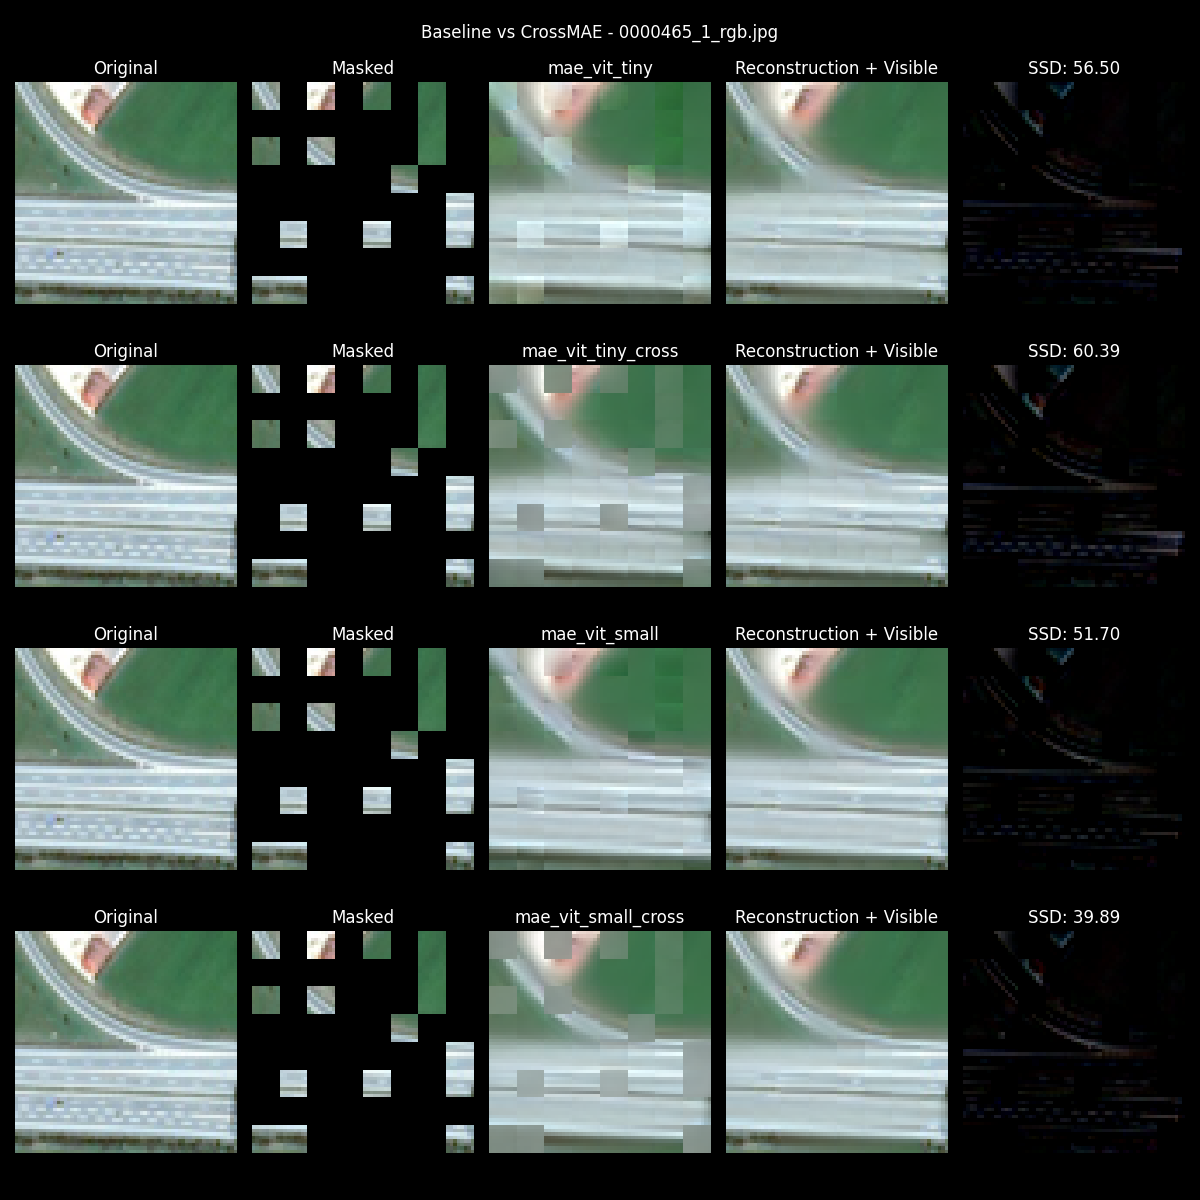 Baseline vs CrossMAE - 0000465_1_rgb.jpg
Original Masked mae_vit_tiny Reconstruction + Visible SSD: 56.50
Original Masked mae_vit_tiny_cross Reconstruction + Visible SSD: 60.39
Original Masked mae_vit_small Reconstruction + Visible SSD: 51.70
Original Masked mae_vit_small_cross Reconstruction + Visible SSD: 39.89